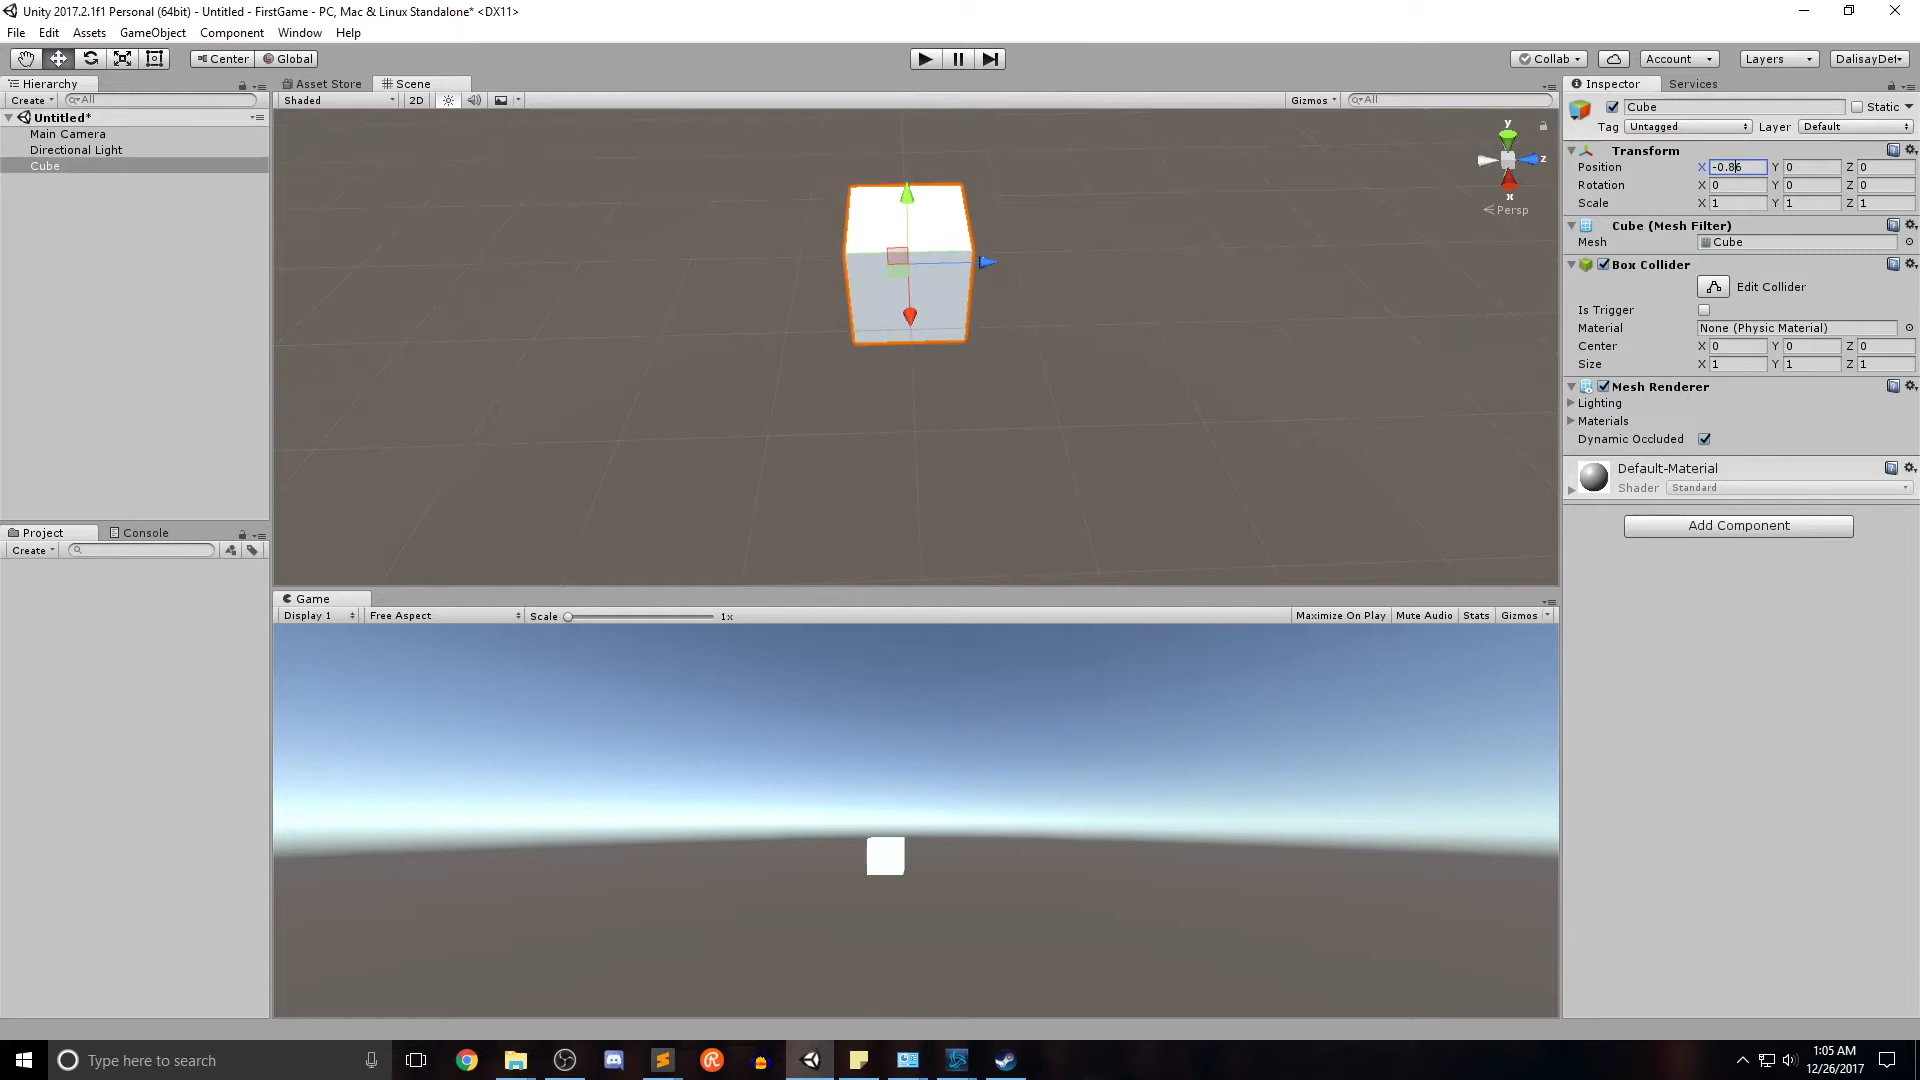 Unity 2017.2.1f1 Personal (64bit) - Untitled - FirstGame - PC, Mac & Linux Standalone* <DX11>
File Edit Assets GameObject Component Window Help
Center Global Collab Account Layers DalisayDef
Hierarchy
Create All
Untitled*
Main Camera
Directional Light
Cube
Project Console
Create
Asset Store Scene
Shaded 2D Gizmos All
y
z
x
Persp
Game
Display 1 Free Aspect Scale 1x Maximize On Play Mute Audio Stats Gizmos
Inspector Services
Cube Static
Tag Untagged Layer Default
Transform
Position X -0.86 Y 0 Z 0
Rotation X 0 Y 0 Z 0
Scale X 1 Y 1 Z 1
Cube (Mesh Filter)
Mesh Cube
Box Collider
Edit Collider
Is Trigger
Material None (Physic Material)
Center X 0 Y 0 Z 0
Size X 1 Y 1 Z 1
Mesh Renderer
Lighting
Materials
Dynamic Occluded
Default-Material
Shader Standard
Add Component
Type here to search
1:05 AM
12/26/2017